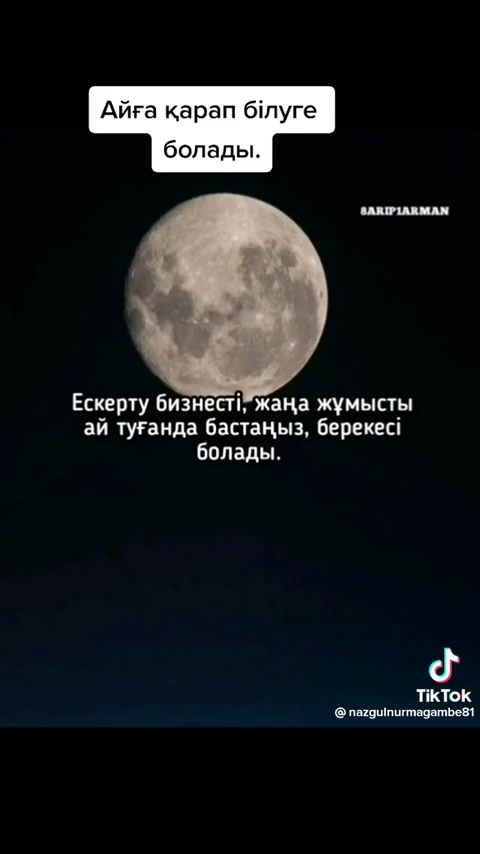 Айға қарап білуге
болады.
8ARIP1ARMAN
Ескерту бизнесті, жаңа жұмысты
ай туғанда бастаңыз, берекесі
болады.
TikTok
@nazgulnurmagambe81